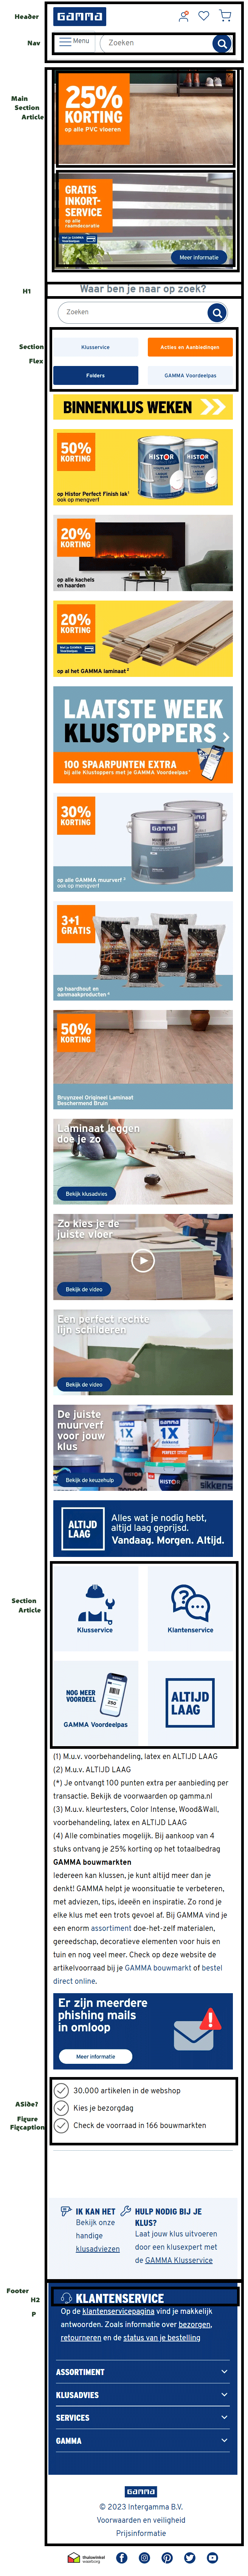 Header
GAMMA
Nav
Menu
Zoeken
Main
Section
Article
25%
KORTING
op alle PVC vloeren
GRATIS
INKORT-
SERVICE
op alle
raamdecoratie
Meer informatie
H1
Waar ben je naar op zoek?
Zoeken
Section
Flex
Klusservice
Acties en Aanbiedingen
Folders
GAMMA Voordeelpas
BINNENKLUS WEKEN
50%
KORTING
HISTOR
HISTOR
op Histor Perfect Finish lak¹
ook op mengverf
20%
KORTING
op alle kachels
en haarden
20%
KORTING
op al het GAMMA laminaat²
LAATSTE WEEK
KLUSTOPPERS
100 SPAARPUNTEN EXTRA
bij alle Klustoppers met je GAMMA Voordeelpas*
30%
KORTING
GAMMA
op alle GAMMA muurverf³
ook op mengverf
3+1
GRATIS
op haardhout en
aanmaakproducten⁴
50%
KORTING
Bruynzeel Origineel Laminaat
Beschermend Bruin
Laminaat leggen
doe je zo
Bekijk klusadvies
Zo kies je de
juiste vloer
Bekijk de video
Een perfect rechte
lijn schilderen
Bekijk de video
De juiste
muurverf
voor jouw
klus
GAMMA
1X
GAMMA
1X
HISTOR
sikkens
Bekijk de keuzehulp
ALTIJD
LAAG
Alles wat je nodig hebt,
altijd laag geprijsd.
Vandaag. Morgen. Altijd.
Section
Article
Klusservice
Klantenservice
NOG MEER
VOORDEEL
GAMMA Voordeelpas
ALTIJD
LAAG
(1) M.u.v. voorbehandeling, latex en ALTIJD LAAG
(2) M.u.v. ALTIJD LAAG
(*) Je ontvangt 100 punten extra per aanbieding per
transactie. Bekijk de voorwaarden op gamma.nl
(3) M.u.v. kleurtesters, Color Intense, Wood&Wall,
voorbehandeling, latex en ALTIJD LAAG
(4) Alle combinaties mogelijk. Bij aankoop van 4
stuks ontvang je 25% korting op het totaalbedrag
GAMMA bouwmarkten
Iedereen kan klussen, je kunt altijd meer dan je
denkt! GAMMA helpt je woonsituatie te verbeteren,
met adviezen, tips, ideeën en inspiratie. Zo rond je
elke klus met een trots gevoel af. Bij GAMMA vind je
een enorm assortiment doe-het-zelf materialen,
gereedschap, decoratieve elementen voor huis en
tuin en nog veel meer. Check op deze website de
artikelvoorraad bij je GAMMA bouwmarkt of bestel
direct online.
Er zijn meerdere
phishing mails
in omloop
Meer informatie
ASide?
Figure
Figcaption
30.000 artikelen in de webshop
Kies je bezorgdag
Check de voorraad in 166 bouwmarkten
IK KAN HET
Bekijk onze
handige
klusadviezen
HULP NODIG BIJ JE
KLUS?
Laat jouw klus uitvoeren
door een klusexpert met
de GAMMA Klusservice
Footer
H2
P
KLANTENSERVICE
Op de klantenservicepagina vind je makkelijk
antwoorden. Zoals informatie over bezorgen,
retourneren en de status van je bestelling
ASSORTIMENT
KLUSADVIES
SERVICES
GAMMA
GAMMA
© 2023 Intergamma B.V.
Voorwaarden en veiligheid
Prijsinformatie
thuiswinkel
waarborg